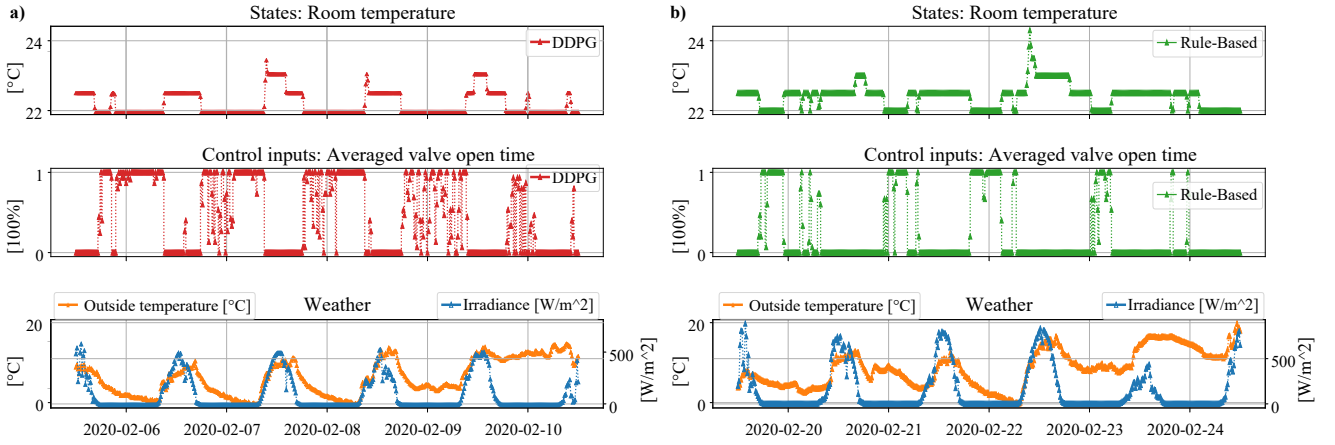 a)
States: Room temperature
24
22
[°C]
DDPG
Control inputs: Averaged valve open time
1
0
[100%]
DDPG
Outside temperature [°C]
Weather
Irradiance [W/m^2]
20
0
[°C]
500
0
[W/m^2]
2020-02-06
2020-02-07
2020-02-08
2020-02-09
2020-02-10
b)
States: Room temperature
24
22
[°C]
Rule-Based
Control inputs: Averaged valve open time
1
0
[100%]
Rule-Based
Outside temperature [°C]
Weather
Irradiance [W/m^2]
20
0
[°C]
500
0
[W/m^2]
2020-02-20
2020-02-21
2020-02-22
2020-02-23
2020-02-24